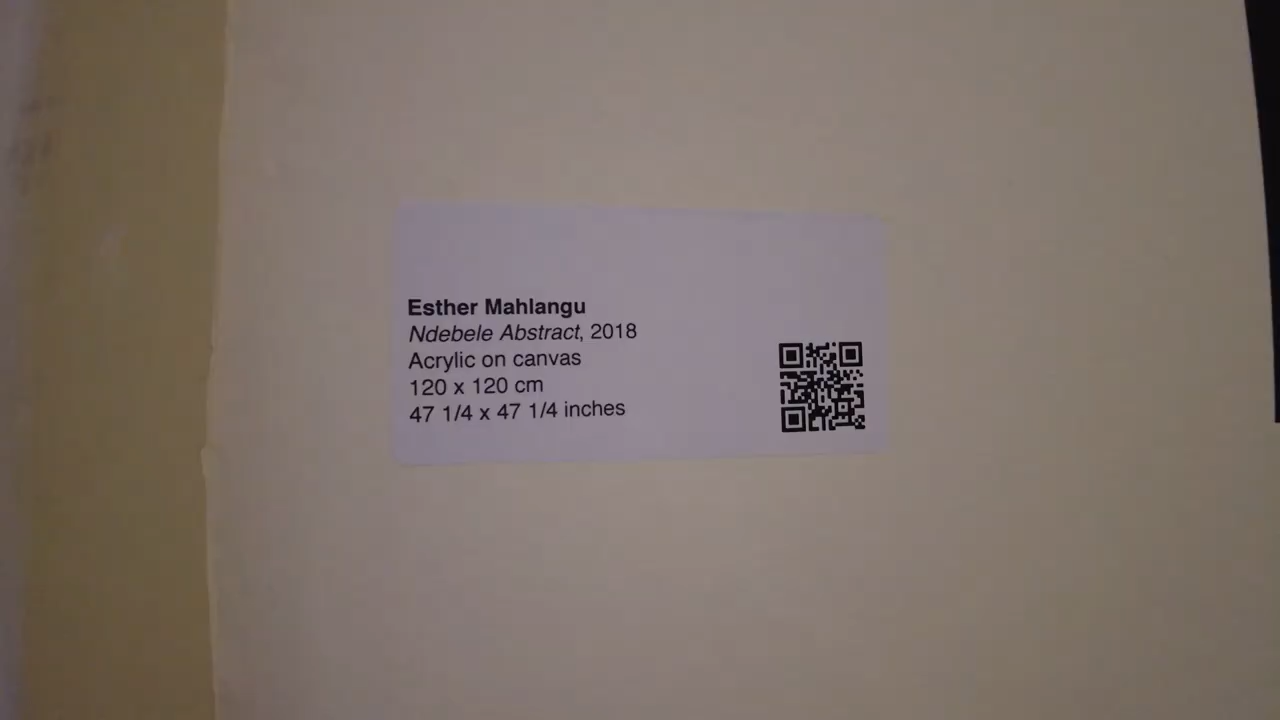 Esther Mahlangu
Ndebele Abstract, 2018
Acrylic on canvas
120 x 120 cm
47 1/4 x 47 1/4 inches